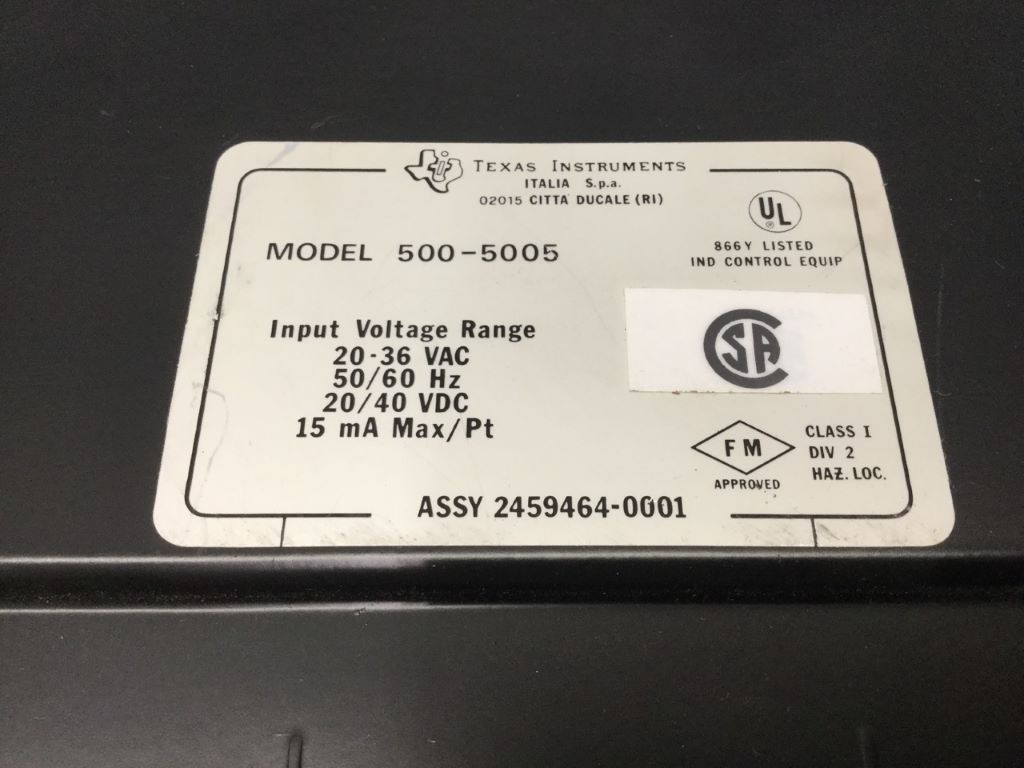 TEXAS INSTRUMENTS
ITALIA S.p.a.
02015 CITTA' DUCALE (RI)
UL
®
866Y LISTED
IND CONTROL EQUIP
MODEL 500-5005
Input Voltage Range
20-36 VAC
50/60 Hz
20/40 VDC
15 mA Max/Pt
CSA
FM
APPROVED
CLASS I
DIV 2
HAZ. LOC.
ASSY 2459464-0001